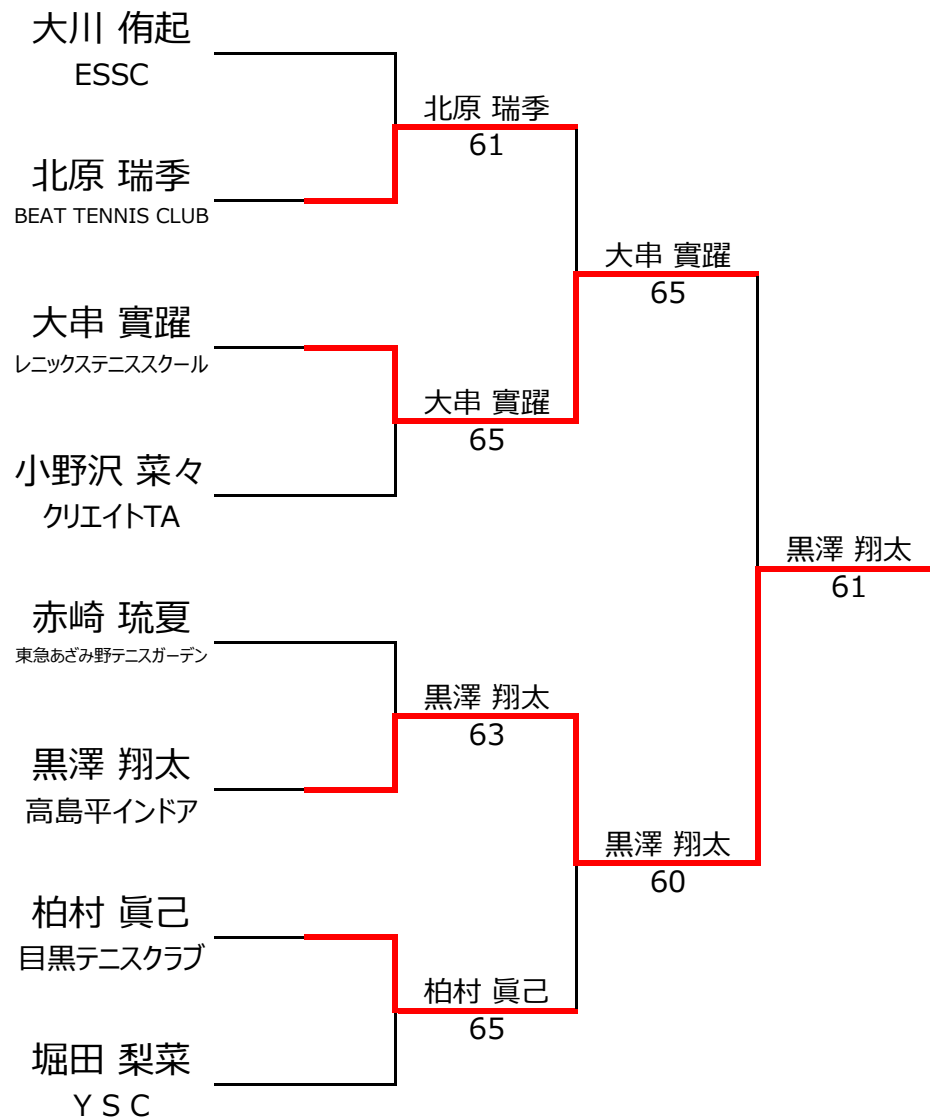 大川 侑起
ESSC
北原 瑞季
61
北原 瑞季
BEAT TENNIS CLUB
大串 實躍
65
大串 實躍
レニックステニススクール
大串 實躍
65
小野沢 菜々
クリエイトTA
黒澤 翔太
61
赤崎 琉夏
東急あざみ野テニスガーデン
黒澤 翔太
63
黒澤 翔太
高島平インドア
黒澤 翔太
60
柏村 眞己
目黒テニスクラブ
柏村 眞己
65
堀田 梨菜
Y S C